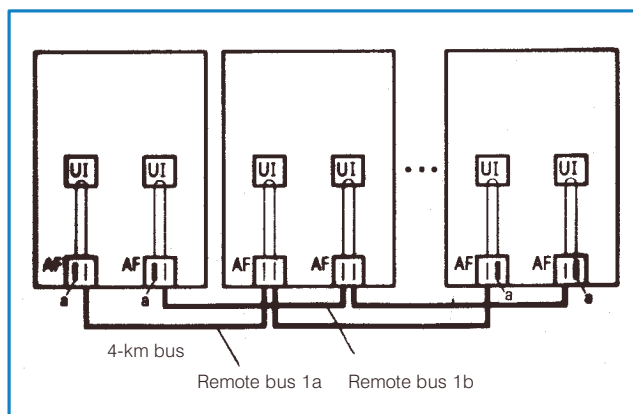 UI UI UI UI UI UI
AF AF AF AF AF AF
a a a a
4-km bus
Remote bus 1a Remote bus 1b